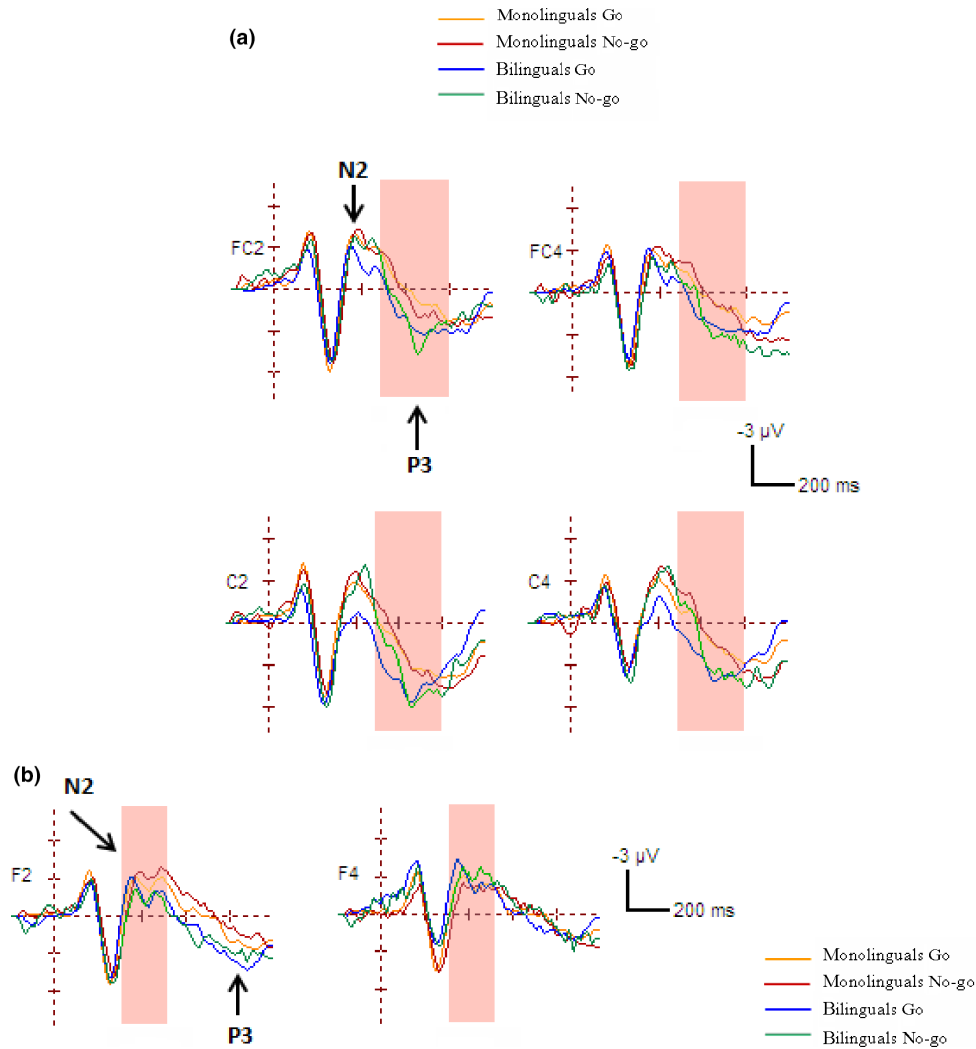 Monolinguals Go
(a)
Monolinguals No-go
Bilinguals Go
Bilinguals No-go
N2
FC2
FC4
P3
-3 µV
200 ms
C2
C4
(b)
N2
F2
F4
-3 µV
200 ms
P3
Monolinguals Go
Monolinguals No-go
Bilinguals Go
Bilinguals No-go